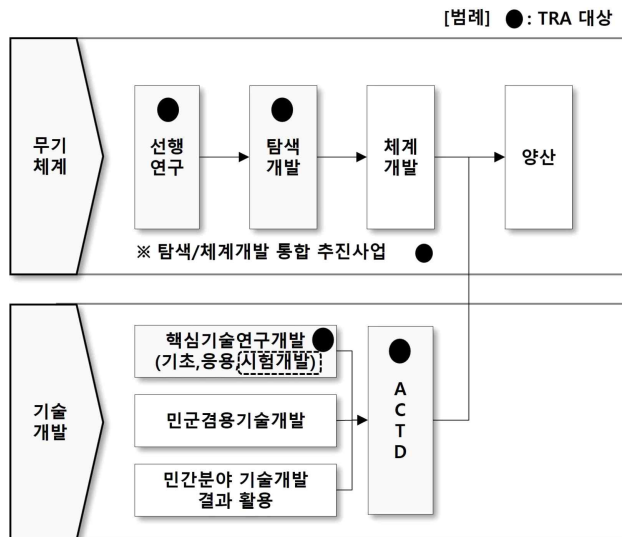 [범례] ● : TRA 대상
무기
체계
선행
연구
탐색
개발
체계
개발
양산
※ 탐색/체계개발 통합 추진사업 ●
기술
개발
핵심기술연구개발
(기초,응용,시험개발)
민군겸용기술개발
민간분야 기술개발
결과 활용
A
C
T
D